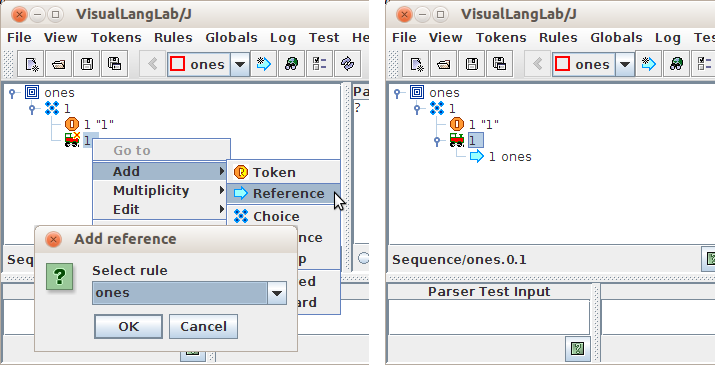 VisualLangLab/J
File View Tokens Rules Globals Log Test He
ones
ones
1
1 "1"
1
Pa
?
Go to
Add
Multiplicity
Edit
Token
Reference
Choice
nce
p
ed
ard
Seq
Add reference
?
Select rule
ones
OK
Cancel
VisualLangLab/J
File View Tokens Rules Globals Log Test
ones
ones
1
1 "1"
1
1 ones
Sequence/ones.0.1
Parser Test Input